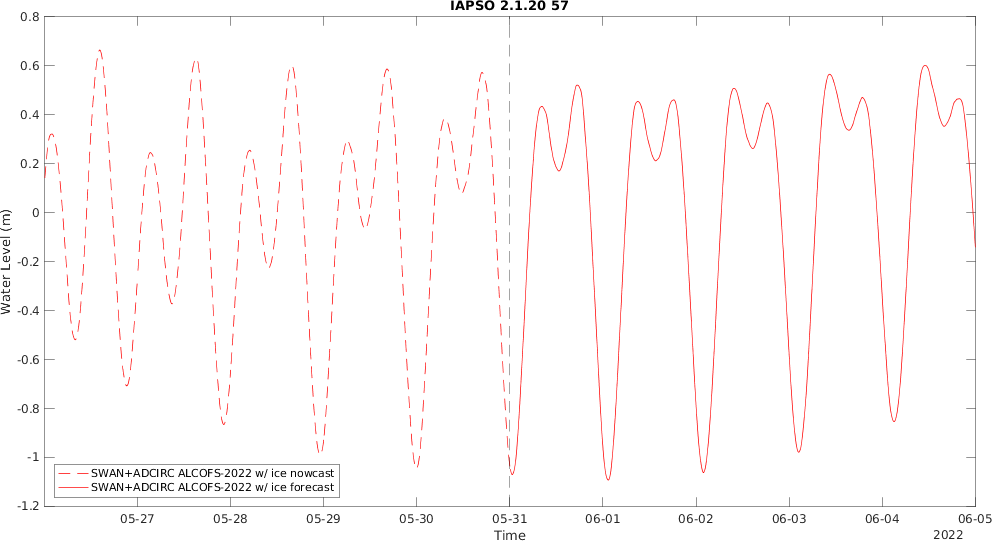 IAPSO 2.1.20 57
0.8
0.6
0.4
0.2
0
-0.2
-0.4
-0.6
-0.8
-1
-1.2
Water Level (m)
SWAN+ADCIRC ALCOFS-2022 w/ ice nowcast
SWAN+ADCIRC ALCOFS-2022 w/ ice forecast
05-27 05-28 05-29 05-30 05-31 06-01 06-02 06-03 06-04 06-05
Time
2022